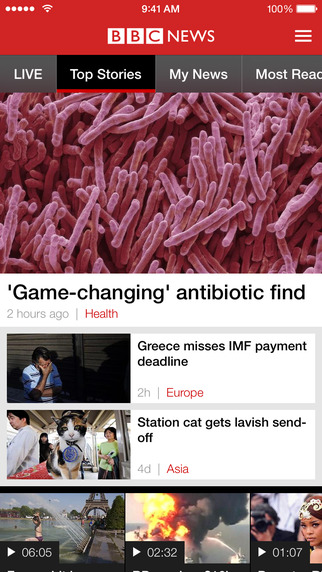 9:41 AM
100%
BBC NEWS
LIVE
Top Stories
My News
Most Read
'Game-changing' antibiotic find
2 hours ago | Health
Greece misses IMF payment
deadline
2h | Europe
Station cat gets lavish send-
off
4d | Asia
06:05
02:32
01:07